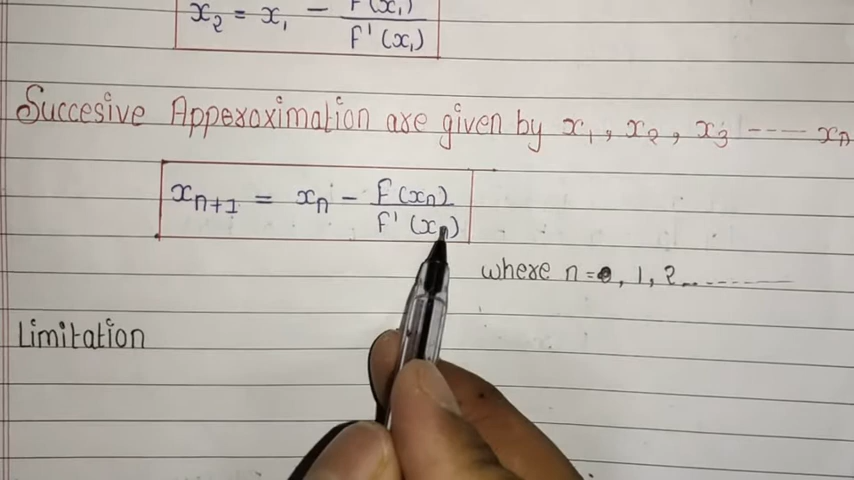 x₂ = x₁ - F(x₁) / F'(x₁)
Succesive Apperoximation are given by x₁, x₂, x₃ ---- xₙ
xₙ₊₁ = xₙ - F(xₙ) / F'(xₙ)
where n = 0, 1, 2 --------
Limitation